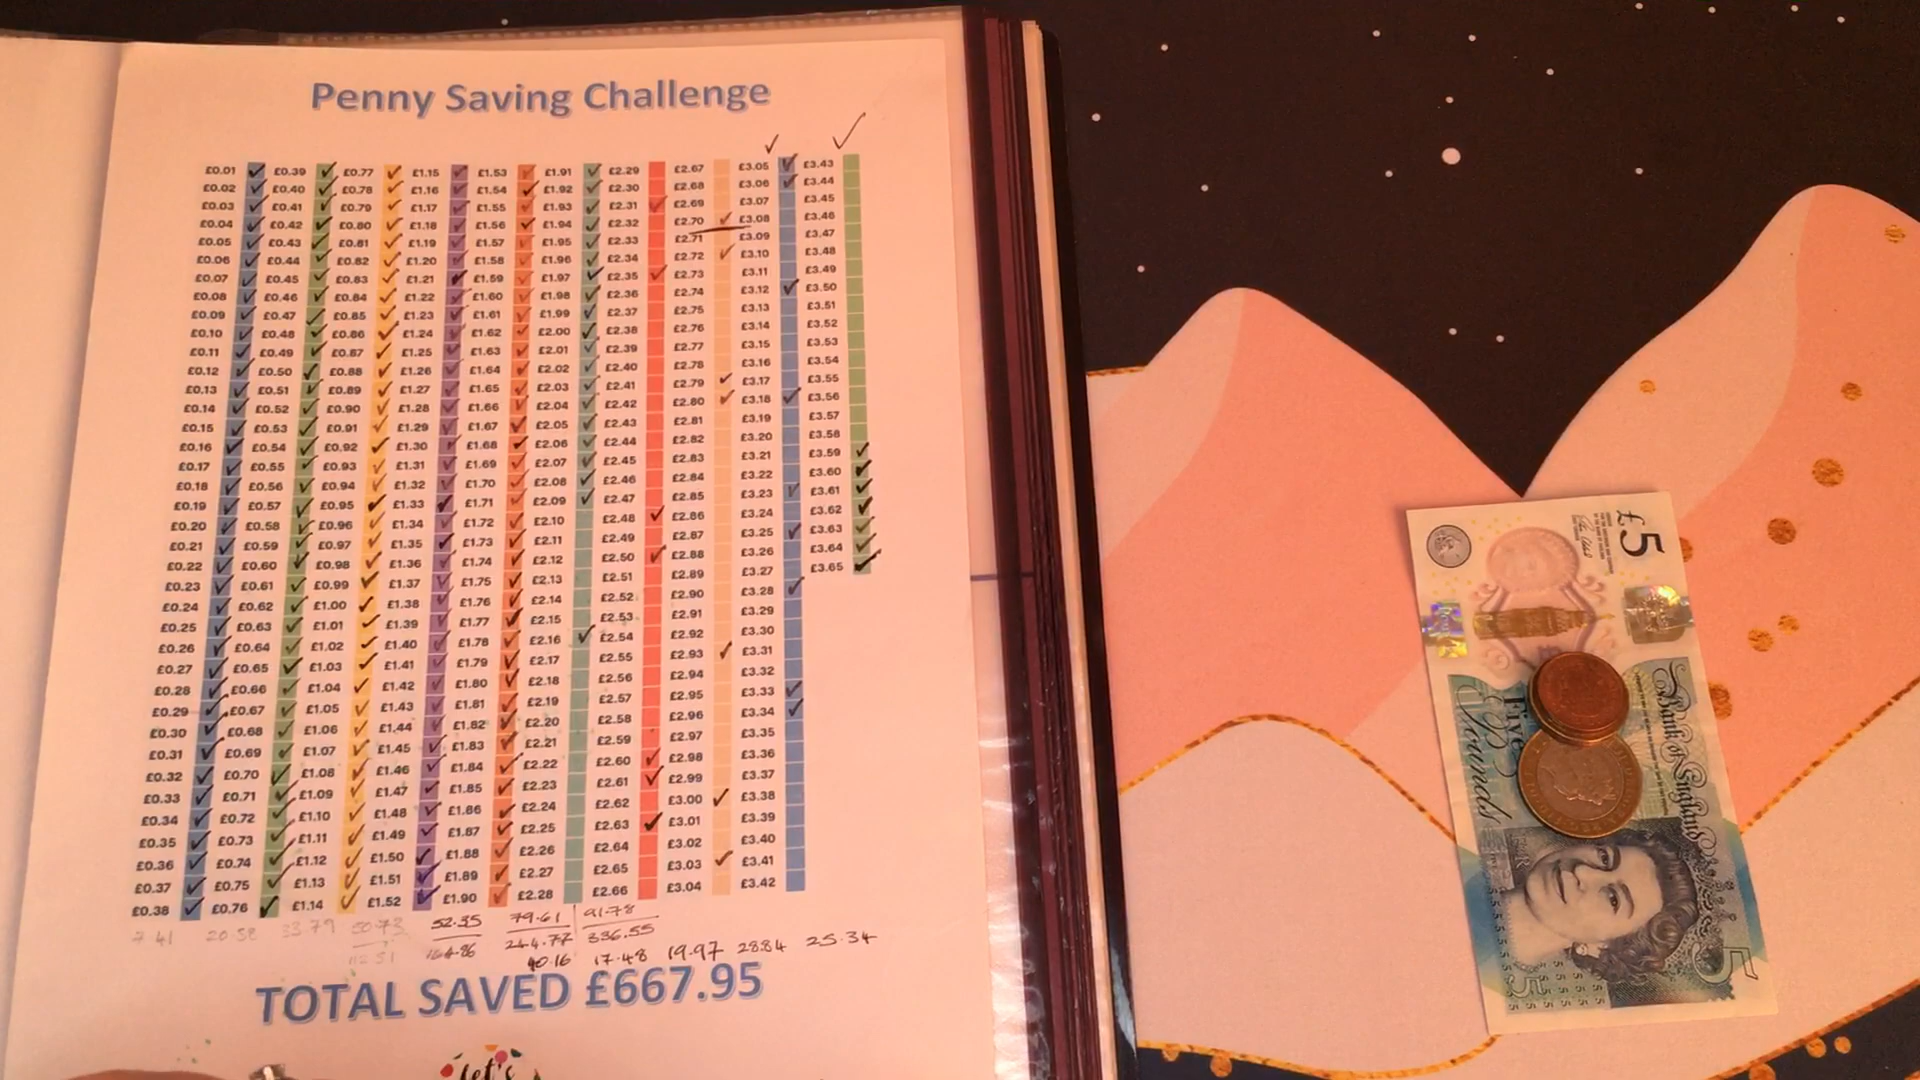 Penny Saving Challenge
£0.01 £0.39 £0.77 £1.15 £1.53 £1.91 £2.29 £2.67 £3.05 £3.43
£0.02 £0.40 £0.78 £1.16 £1.54 £1.92 £2.30 £2.68 £3.06 £3.44
£0.03 £0.41 £0.79 £1.17 £1.55 £1.93 £2.31 £2.69 £3.07 £3.45
£0.04 £0.42 £0.80 £1.18 £1.56 £1.94 £2.32 £2.70 £3.08 £3.46
£0.05 £0.43 £0.81 £1.19 £1.57 £1.95 £2.33 £2.71 £3.09 £3.47
£0.06 £0.44 £0.82 £1.20 £1.58 £1.96 £2.34 £2.72 £3.10 £3.48
£0.07 £0.45 £0.83 £1.21 £1.59 £1.97 £2.35 £2.73 £3.11 £3.49
£0.08 £0.46 £0.84 £1.22 £1.60 £1.98 £2.36 £2.74 £3.12 £3.50
£0.09 £0.47 £0.85 £1.23 £1.61 £1.99 £2.37 £2.75 £3.13 £3.51
£0.10 £0.48 £0.86 £1.24 £1.62 £2.00 £2.38 £2.76 £3.14 £3.52
£0.11 £0.49 £0.87 £1.25 £1.63 £2.01 £2.39 £2.77 £3.15 £3.53
£0.12 £0.50 £0.88 £1.26 £1.64 £2.02 £2.40 £2.78 £3.16 £3.54
£0.13 £0.51 £0.89 £1.27 £1.65 £2.03 £2.41 £2.79 £3.17 £3.55
£0.14 £0.52 £0.90 £1.28 £1.66 £2.04 £2.42 £2.80 £3.18 £3.56
£0.15 £0.53 £0.91 £1.29 £1.67 £2.05 £2.43 £2.81 £3.19 £3.57
£0.16 £0.54 £0.92 £1.30 £1.68 £2.06 £2.44 £2.82 £3.20 £3.58
£0.17 £0.55 £0.93 £1.31 £1.69 £2.07 £2.45 £2.83 £3.21 £3.59
£0.18 £0.56 £0.94 £1.32 £1.70 £2.08 £2.46 £2.84 £3.22 £3.60
£0.19 £0.57 £0.95 £1.33 £1.71 £2.09 £2.47 £2.85 £3.23 £3.61
£0.20 £0.58 £0.96 £1.34 £1.72 £2.10 £2.48 £2.86 £3.24 £3.62
£0.21 £0.59 £0.97 £1.35 £1.73 £2.11 £2.49 £2.87 £3.25 £3.63
£0.22 £0.60 £0.98 £1.36 £1.74 £2.12 £2.50 £2.88 £3.26 £3.64
£0.23 £0.61 £0.99 £1.37 £1.75 £2.13 £2.51 £2.89 £3.27 £3.65
£0.24 £0.62 £1.00 £1.38 £1.76 £2.14 £2.52 £2.90 £3.28
£0.25 £0.63 £1.01 £1.39 £1.77 £2.15 £2.53 £2.91 £3.29
£0.26 £0.64 £1.02 £1.40 £1.78 £2.16 £2.54 £2.92 £3.30
£0.27 £0.65 £1.03 £1.41 £1.79 £2.17 £2.55 £2.93 £3.31
£0.28 £0.66 £1.04 £1.42 £1.80 £2.18 £2.56 £2.94 £3.32
£0.29 £0.67 £1.05 £1.43 £1.81 £2.19 £2.57 £2.95 £3.33
£0.30 £0.68 £1.06 £1.44 £1.82 £2.20 £2.58 £2.96 £3.34
£0.31 £0.69 £1.07 £1.45 £1.83 £2.21 £2.59 £2.97 £3.35
£0.32 £0.70 £1.08 £1.46 £1.84 £2.22 £2.60 £2.98 £3.36
£0.33 £0.71 £1.09 £1.47 £1.85 £2.23 £2.61 £2.99 £3.37
£0.34 £0.72 £1.10 £1.48 £1.86 £2.24 £2.62 £3.00 £3.38
£0.35 £0.73 £1.11 £1.49 £1.87 £2.25 £2.63 £3.01 £3.39
£0.36 £0.74 £1.12 £1.50 £1.88 £2.26 £2.64 £3.02 £3.40
£0.37 £0.75 £1.13 £1.51 £1.89 £2.27 £2.65 £3.03 £3.41
£0.38 £0.76 £1.14 £1.52 £1.90 £2.28 £2.66 £3.04 £3.42
7.41 20.58 33.79 50.73 52.35 79.61 91.78
112.51 164.86 244.77 336.55
40.16 17.48 19.97 28.84 25.34
TOTAL SAVED £667.95
let's
£5
Bank of England
Five
Pounds
5